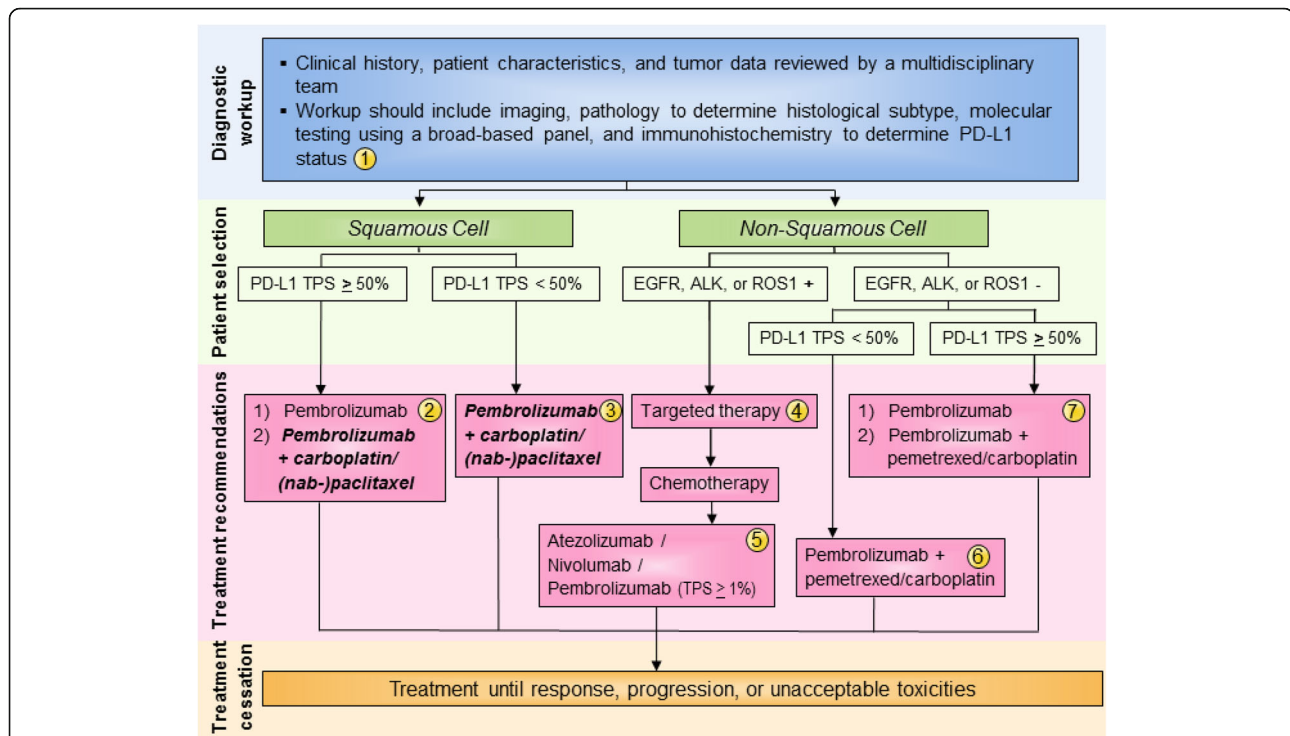 Diagnostic
workup
▪ Clinical history, patient characteristics, and tumor data reviewed by a multidisciplinary
team
▪ Workup should include imaging, pathology to determine histological subtype, molecular
testing using a broad-based panel, and immunohistochemistry to determine PD-L1
status 1
Patient selection
Squamous Cell
Non-Squamous Cell
PD-L1 TPS ≥ 50%
PD-L1 TPS < 50%
EGFR, ALK, or ROS1 +
EGFR, ALK, or ROS1 -
PD-L1 TPS < 50%
PD-L1 TPS ≥ 50%
Treatment recommendations
1) Pembrolizumab 2
2) Pembrolizumab
+ carboplatin/
(nab-)paclitaxel
Pembrolizumab 3
+ carboplatin/
(nab-)paclitaxel
Targeted therapy 4
Chemotherapy
Atezolizumab / 5
Nivolumab /
Pembrolizumab (TPS ≥ 1%)
Pembrolizumab + 6
pemetrexed/carboplatin
1) Pembrolizumab 7
2) Pembrolizumab +
pemetrexed/carboplatin
Treatment
cessation
Treatment until response, progression, or unacceptable toxicities